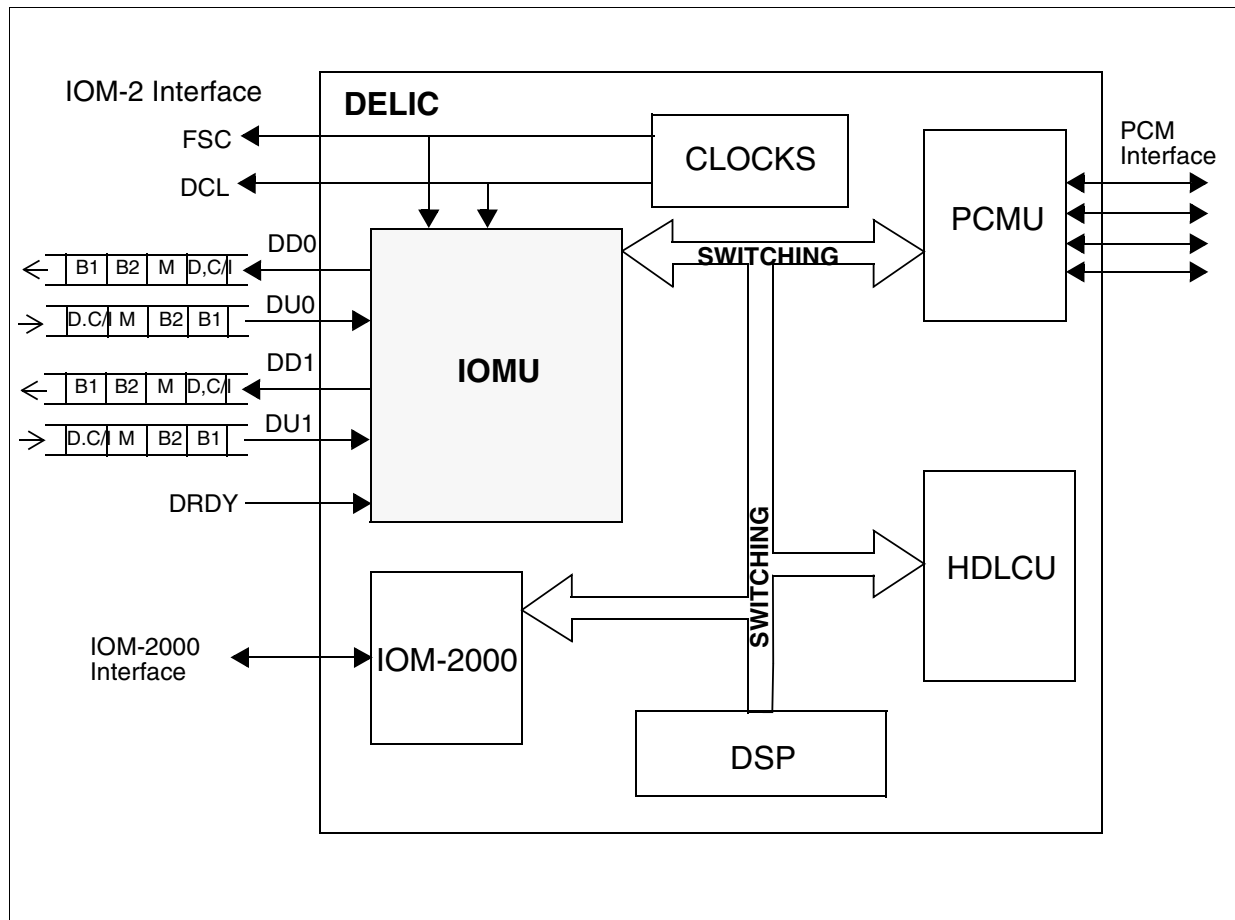 IOM-2 Interface
DELIC
FSC
CLOCKS
PCM
Interface
DCL
PCMU
DD0
B1 B2 M D,C/I
SWITCHING
DU0
D.C/I M B2 B1
IOMU
DD1
B1 B2 M D,C/I
DU1
D.C/I M B2 B1
DRDY
SWITCHING
HDLCU
IOM-2000
Interface
IOM-2000
DSP